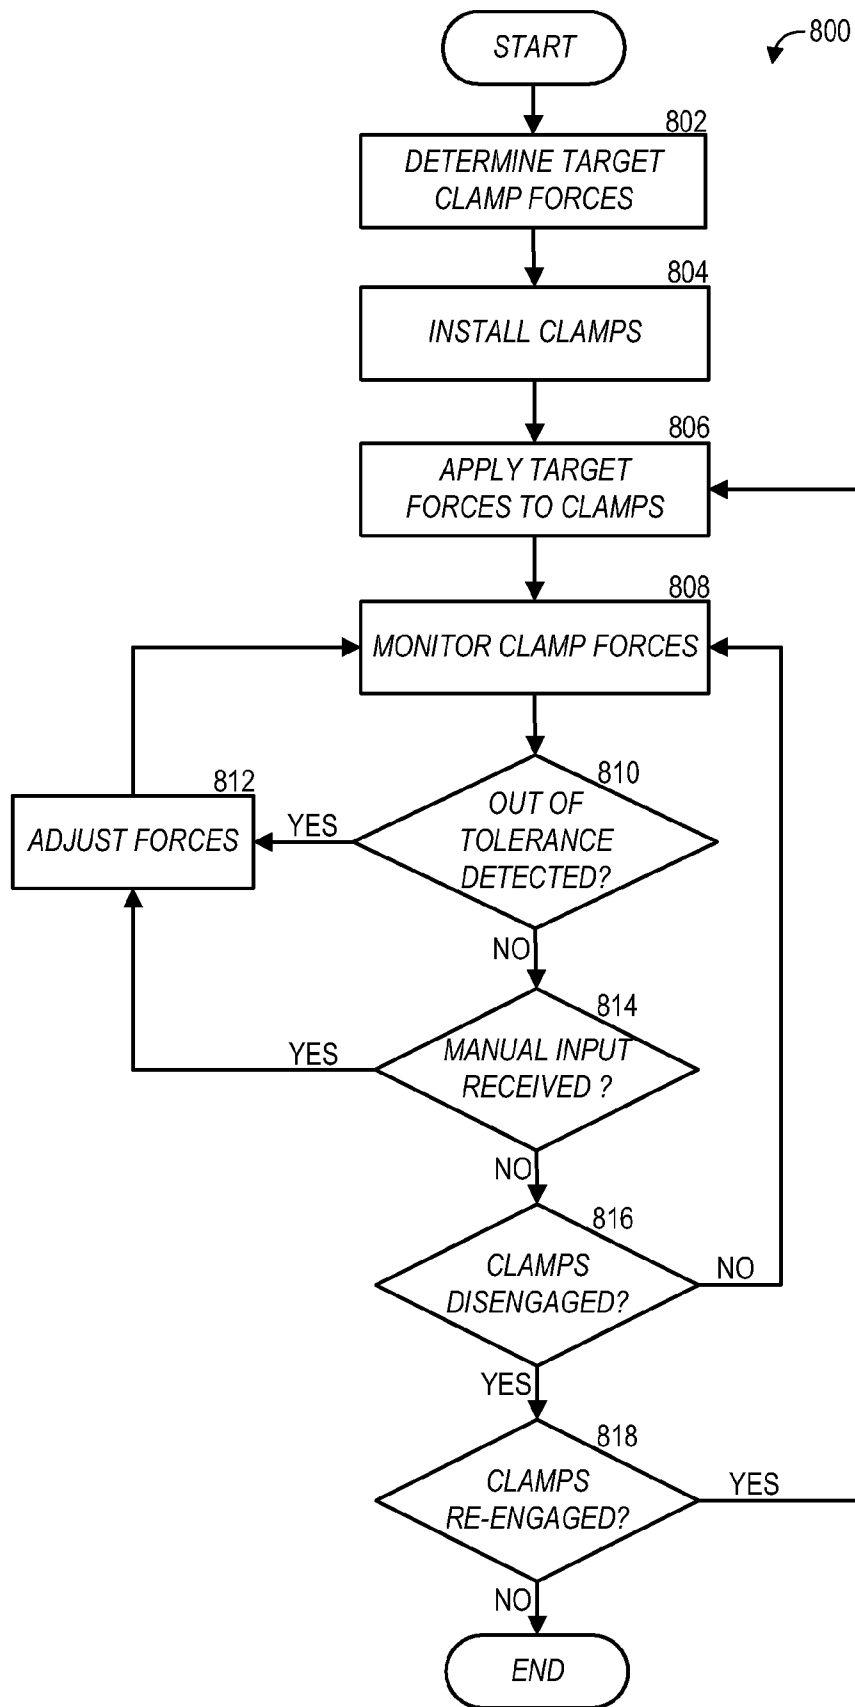 START
800
802
DETERMINE TARGET
CLAMP FORCES
804
INSTALL CLAMPS
806
APPLY TARGET
FORCES TO CLAMPS
808
MONITOR CLAMP FORCES
810
OUT OF
TOLERANCE
DETECTED?
YES
812
ADJUST FORCES
NO
814
MANUAL INPUT
RECEIVED ?
YES
NO
816
CLAMPS
DISENGAGED?
NO
YES
818
CLAMPS
RE-ENGAGED?
YES
NO
END